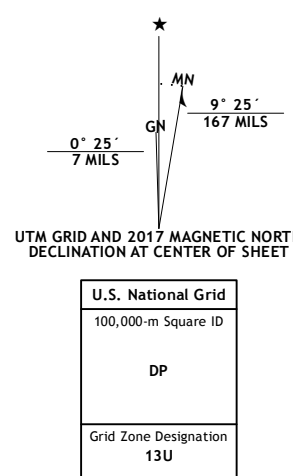 ★
MN
GN
9° 25´
167 MILS
0° 25´
7 MILS
UTM GRID AND 2017 MAGNETIC NORT
DECLINATION AT CENTER OF SHEET
U.S. National Grid
100,000-m Square ID
DP
Grid Zone Designation
13U